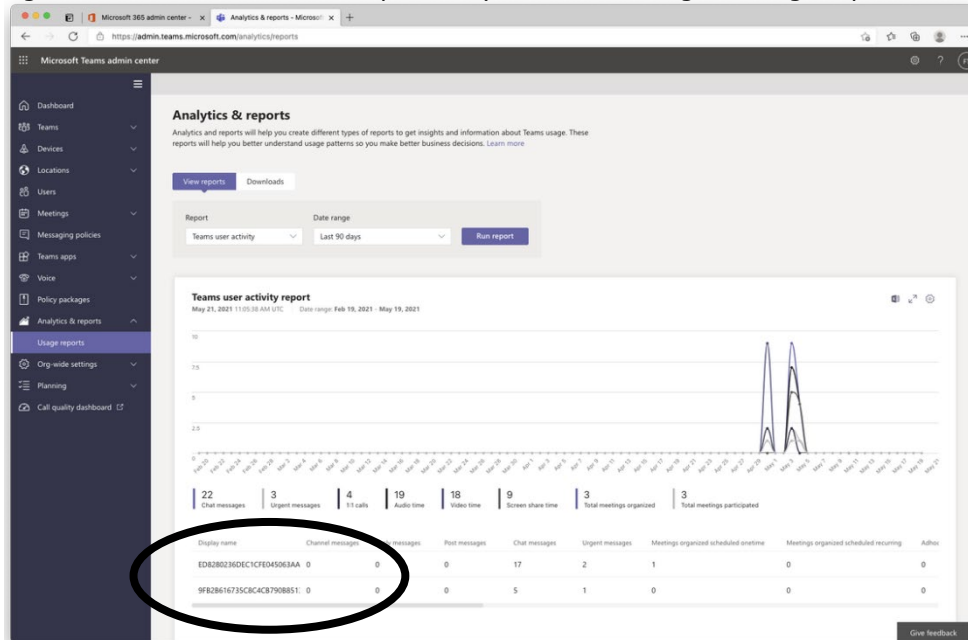 Microsoft 365 admin center -
Analytics & reports - Microsoft
https://admin.teams.microsoft.com/analytics/reports
Microsoft Teams admin center
?
Dashboard
Teams
Devices
Locations
Users
Meetings
Messaging policies
Teams apps
Voice
Policy packages
Analytics & reports
Usage reports
Org-wide settings
Planning
Call quality dashboard
Analytics & reports
Analytics and reports will help you create different types of reports to get insights and information about Teams usage. These
reports will help you better understand usage patterns so you make better business decisions. Learn more
View reports Downloads
Report Date range
Teams user activity Last 90 days Run report
Teams user activity report
May 21, 2021 11:05:38 AM UTC Date range: Feb 19, 2021 - May 19, 2021
10
7.5
5
2.5
0
22 3 4 19 18 9 3 3
Chat messages Urgent messages 1:1 calls Audio time Video time Screen share time Total meetings organized Total meetings participated
Display name Channel messages messages Post messages Chat messages Urgent messages Meetings organized scheduled onetime Meetings organized scheduled recurring Adhoc
ED8280236DEC1CFE045063AA 0 0 0 17 2 1 0 0
9FB2B616735C8C4CB790B851 0 0 0 5 1 0 0 0
Give feedback